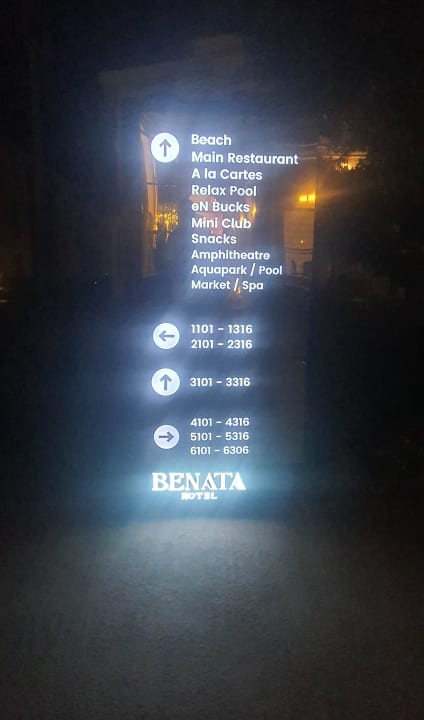 Beach
Main Restaurant
A la Cartes
Relax Pool
eN Bucks
Mini Club
Snacks
Amphitheatre
Aquapark / Pool
Market / Spa
1101 - 1316
2101 - 2316
3101 - 3316
4101 - 4316
5101 - 5316
6101 - 6306
BENATA
HOTEL